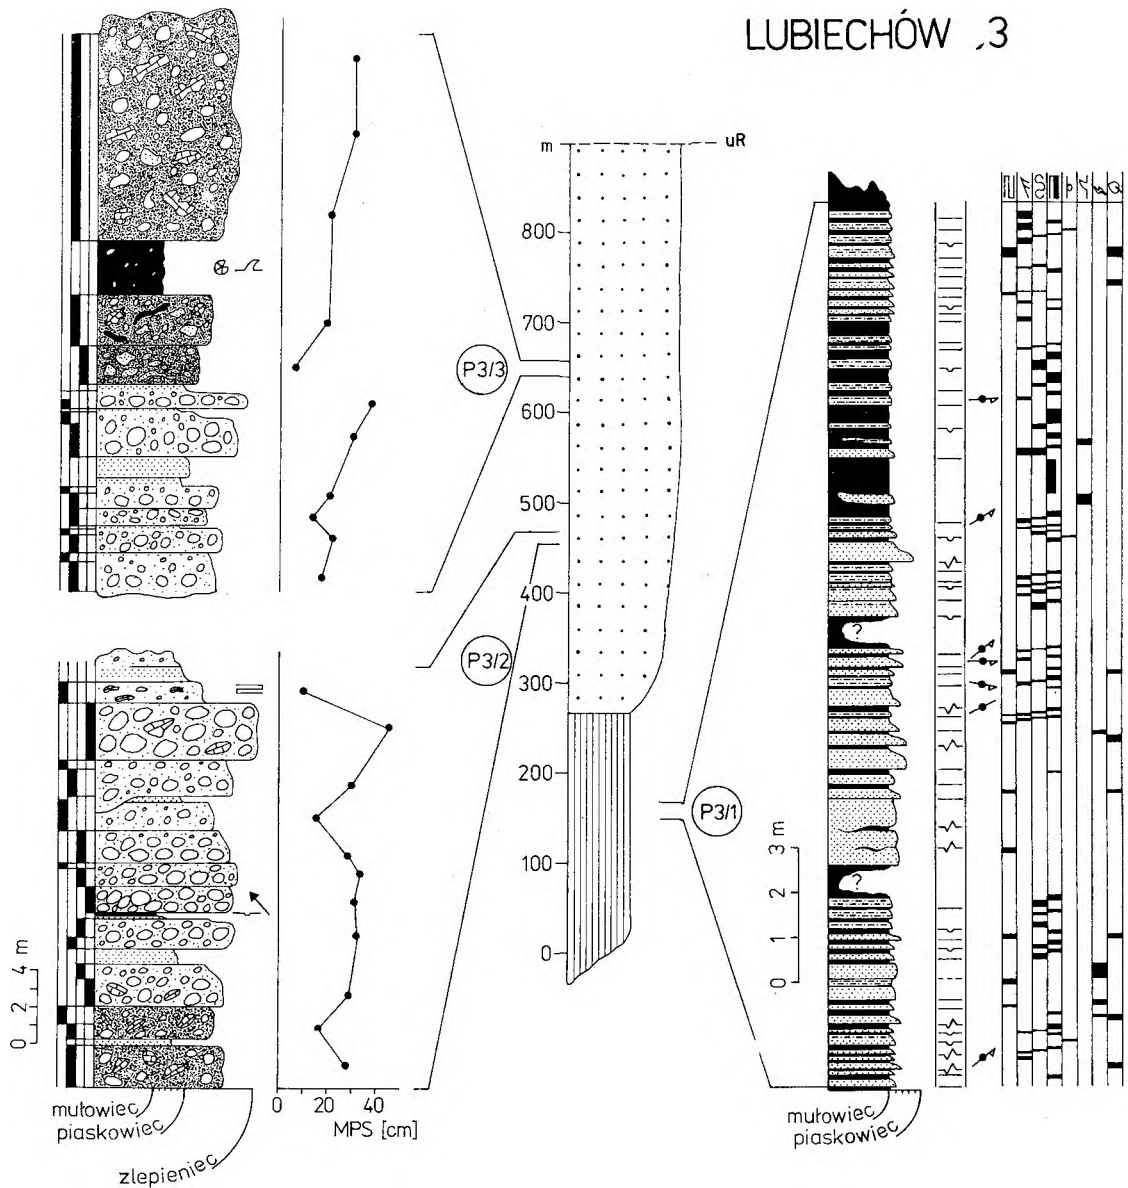 LUBIECHÓW .3
m
uR
800
700
600
500
400
300
200
100
0
P3/3
P3/2
P3/1
?
?
3 m
2
1
0
4 m
2
0
mułowiec
piaskowiec
zlepieniec
0 20 40
MPS [cm]
mułowiec
piaskowiec